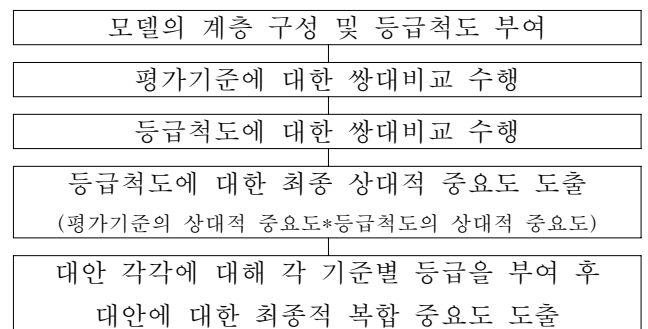 모델의 계층 구성 및 등급척도 부여
평가기준에 대한 쌍대비교 수행
등급척도에 대한 쌍대비교 수행
등급척도에 대한 최종 상대적 중요도 도출
(평가기준의 상대적 중요도*등급척도의 상대적 중요도)
대안 각각에 대해 각 기준별 등급을 부여 후
대안에 대한 최종적 복합 중요도 도출